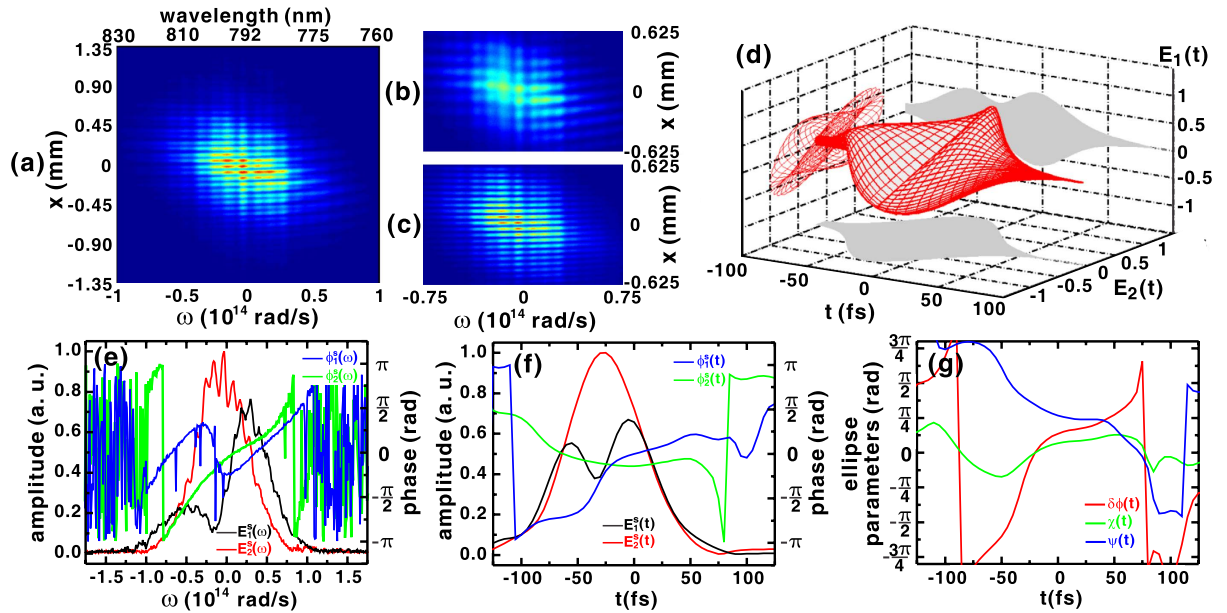 wavelength (nm)
830 810 792 775 760
(a)
x (mm)
1.35
0.90
0.45
0
-0.45
-0.90
-1.35
-1 -0.5 0 0.5 1
ω (10¹⁴ rad/s)
(b)
0.625
0
-0.625
x (mm)
(c)
0.625
0
-0.625
x (mm)
-0.75 0 0.75
ω (10¹⁴ rad/s)
(d)
E₁(t)
1
0.5
0
-0.5
-1
1
0.5
0
-0.5
-1
E₂(t)
-100 -50 0 50 100
t (fs)
(e)
ϕ₁ˢ(ω)
ϕ₂ˢ(ω)
amplitude (a. u.)
1.0
0.8
0.6
0.4
0.2
0.0
π
π/2
0
-π/2
-π
phase (rad)
E₁ˢ(ω)
E₂ˢ(ω)
-1.5 -1.0 -0.5 0.0 0.5 1.0 1.5
ω (10¹⁴ rad/s)
(f)
ϕ₁ˢ(t)
ϕ₂ˢ(t)
amplitude (a. u.)
1.0
0.8
0.6
0.4
0.2
0.0
π
π/2
0
-π/2
-π
phase (rad)
E₁ˢ(t)
E₂ˢ(t)
-100 -50 0 50 100
t(fs)
(g)
ellipse
parameters (rad)
3π/4
π/2
π/4
0
-π/4
-π/2
-3π/4
δϕ(t)
χ(t)
ψ(t)
-100 -50 0 50 100
t(fs)